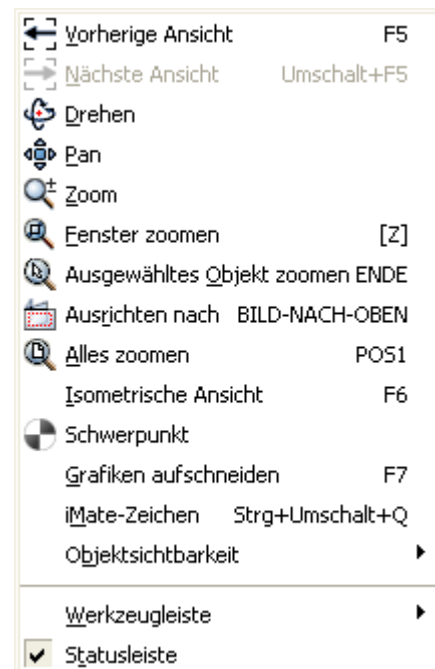 Vorherige Ansicht F5
Nächste Ansicht Umschalt+F5
Drehen
Pan
Zoom
Fenster zoomen [Z]
Ausgewähltes Objekt zoomen ENDE
Ausrichten nach BILD-NACH-OBEN
Alles zoomen POS1
Isometrische Ansicht F6
Schwerpunkt
Grafiken aufschneiden F7
iMate-Zeichen Strg+Umschalt+Q
Objektsichtbarkeit
Werkzeugleiste
Statusleiste